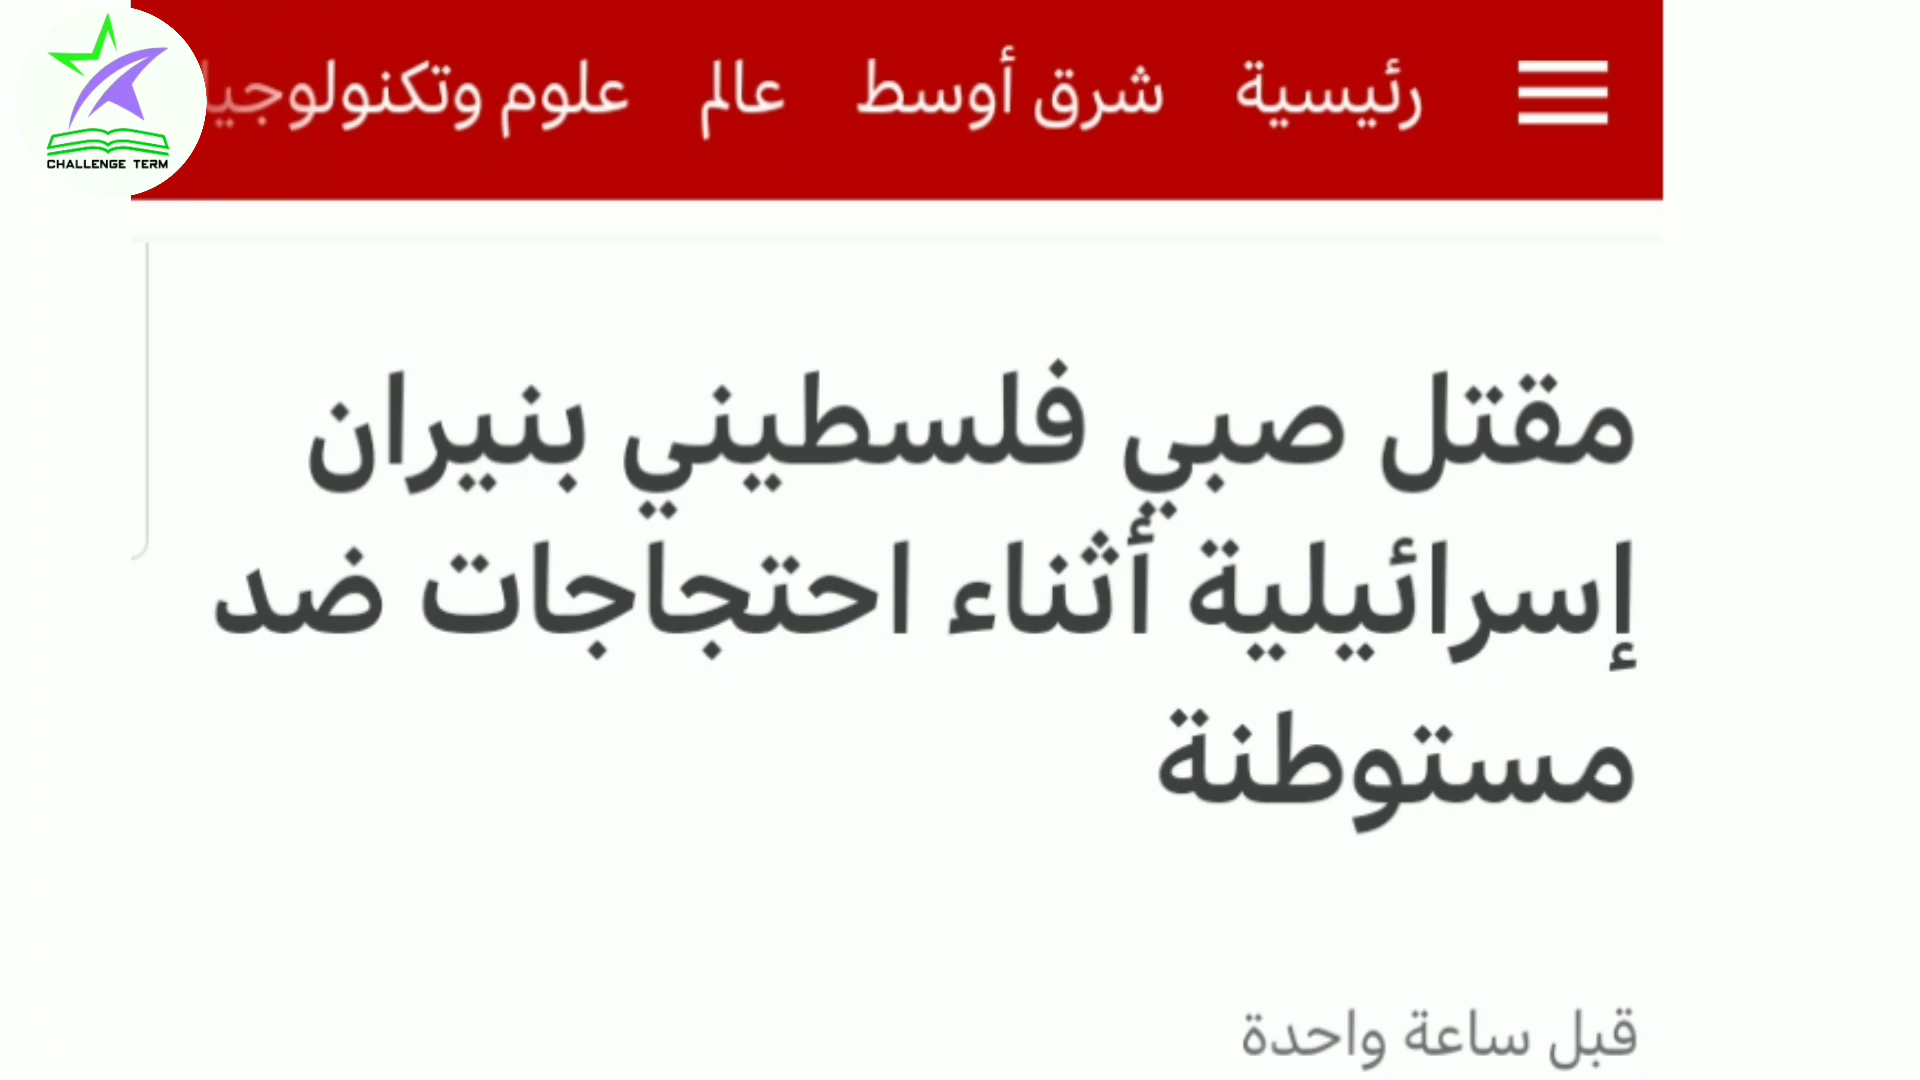 CHALLENGE TERM
رئيسية شرق أوسط عالم علوم وتكنولوجيا
مقتل صبي فلسطيني بنيران
إسرائيلية أثناء احتجاجات ضد
مستوطنة
قبل ساعة واحدة